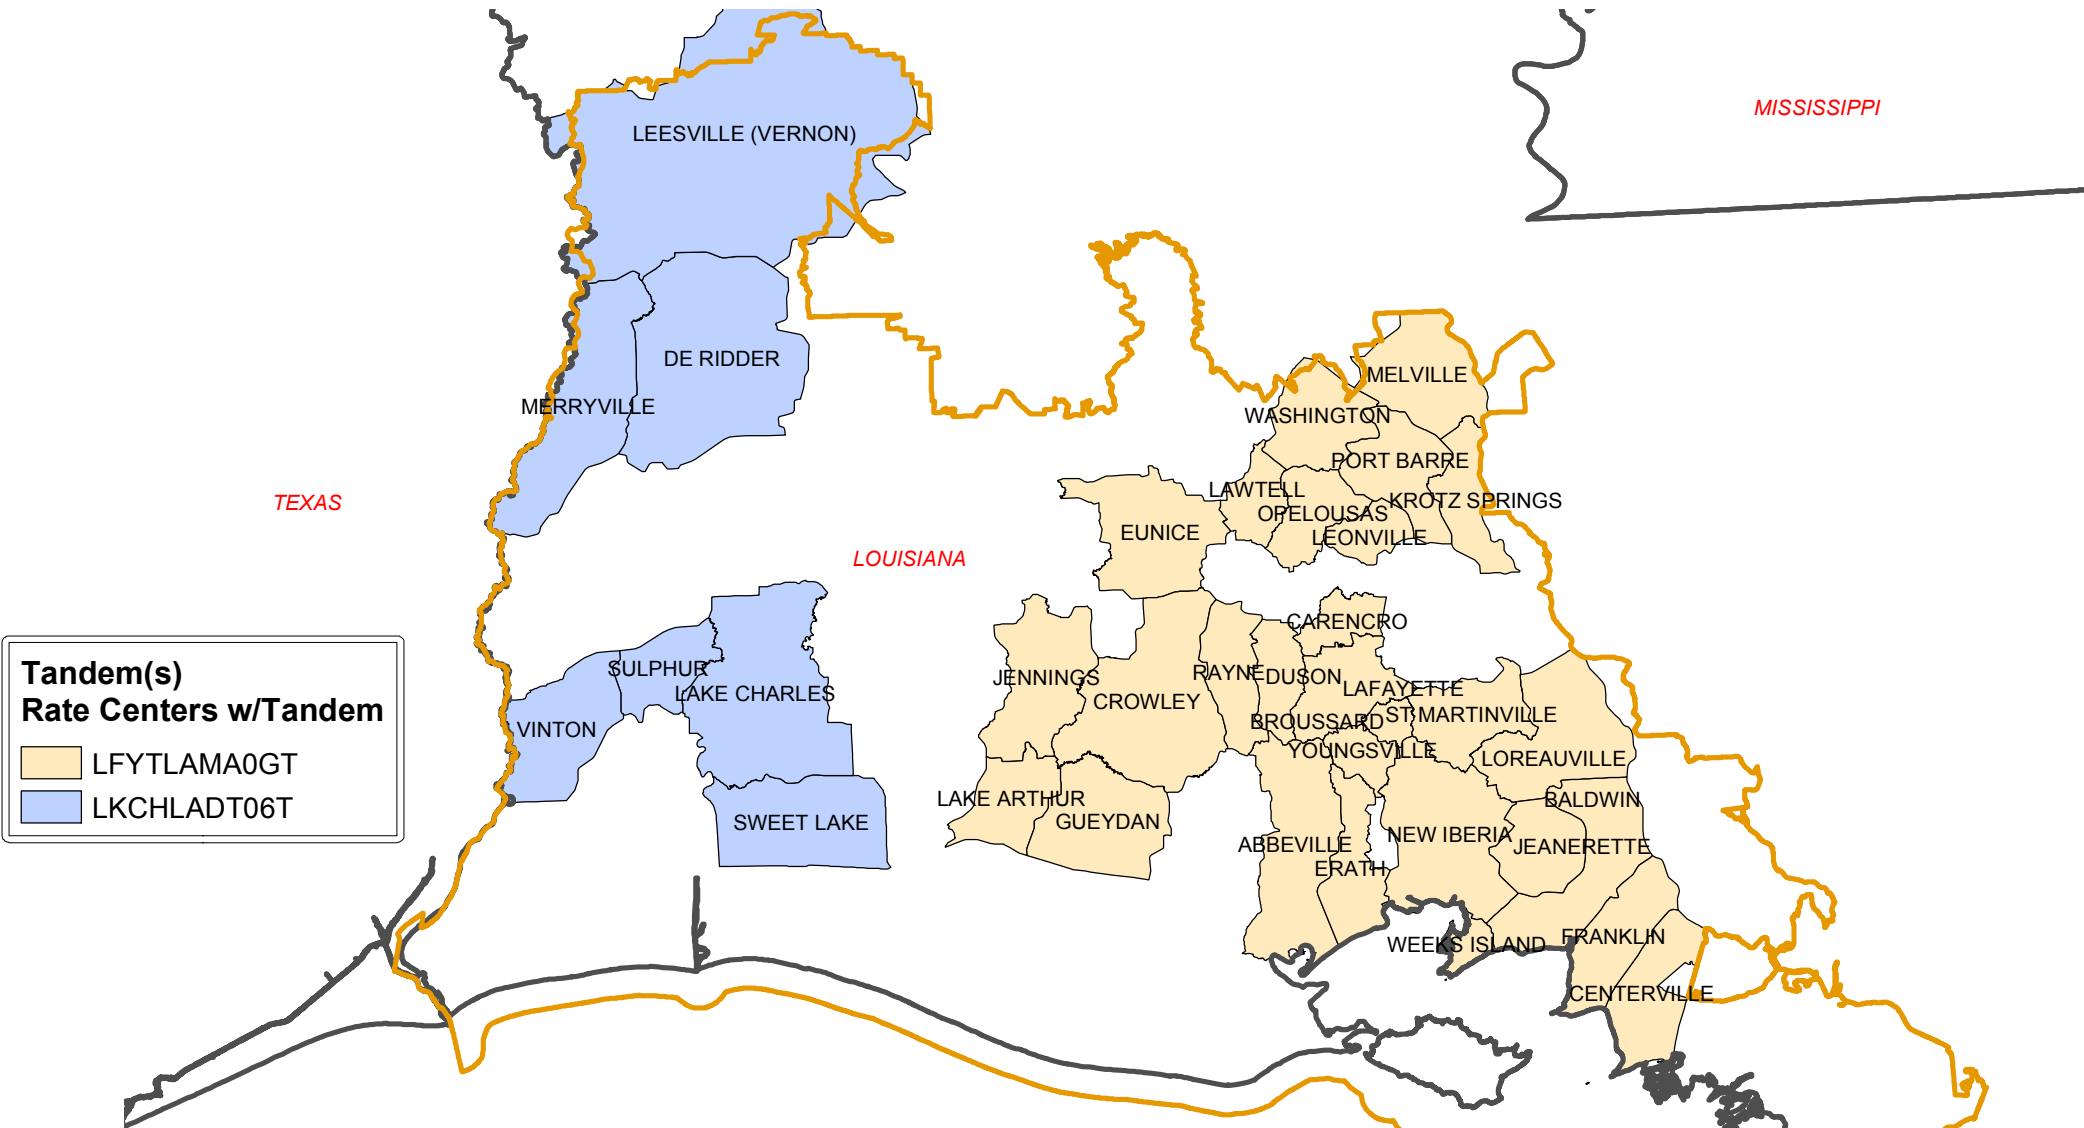 MISSISSIPPI
LEESVILLE (VERNON)
DE RIDDER
MELVILLE
MERRYVILLE
WASHINGTON
PORT BARRE
LAWTELL
KROTZ SPRINGS
TEXAS
OPELOUSAS
EUNICE
LEONVILLE
LOUISIANA
CARENCRO
SULPHUR
RAYNE
DUSON
JENNINGS
LAFAYETTE
LAKE CHARLES
CROWLEY
ST MARTINVILLE
BROUSSARD
VINTON
YOUNGSVILLE
LOREAUVILLE
LAKE ARTHUR
BALDWIN
GUEYDAN
SWEET LAKE
NEW IBERIA
ABBEVILLE
JEANERETTE
ERATH
FRANKLIN
WEEKS ISLAND
CENTERVILLE
Tandem(s)
Rate Centers w/Tandem
LFYTLAMA0GT
LKCHLADT06T